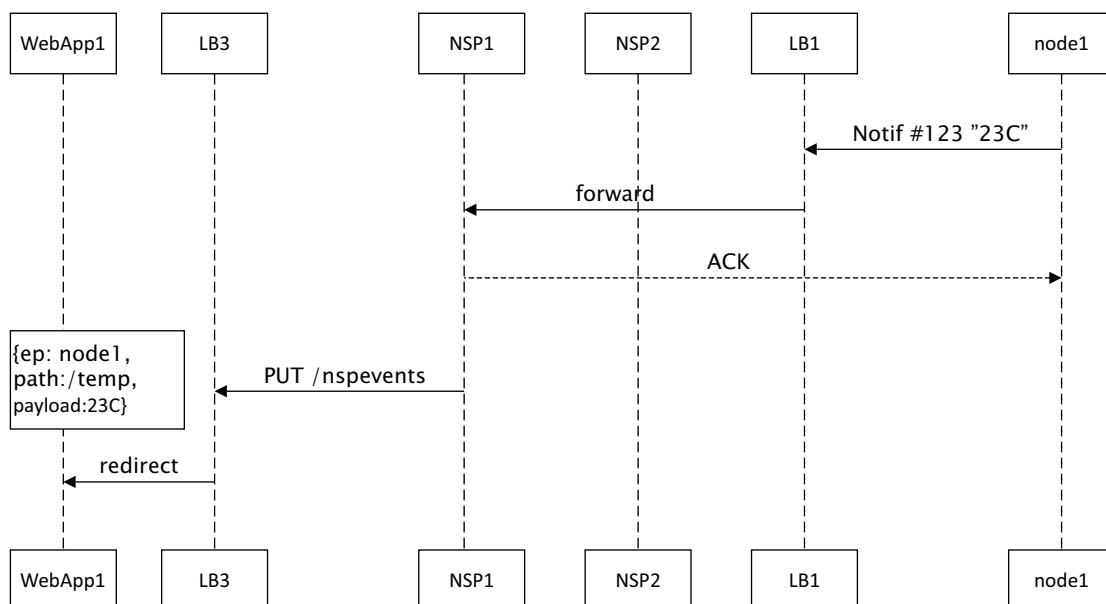 WebApp1
LB3
NSP1
NSP2
LB1
node1
Notif #123 ”23C”
forward
ACK
{ep: node1,
path:/temp,
payload:23C}
PUT /nspevents
redirect
WebApp1
LB3
NSP1
NSP2
LB1
node1